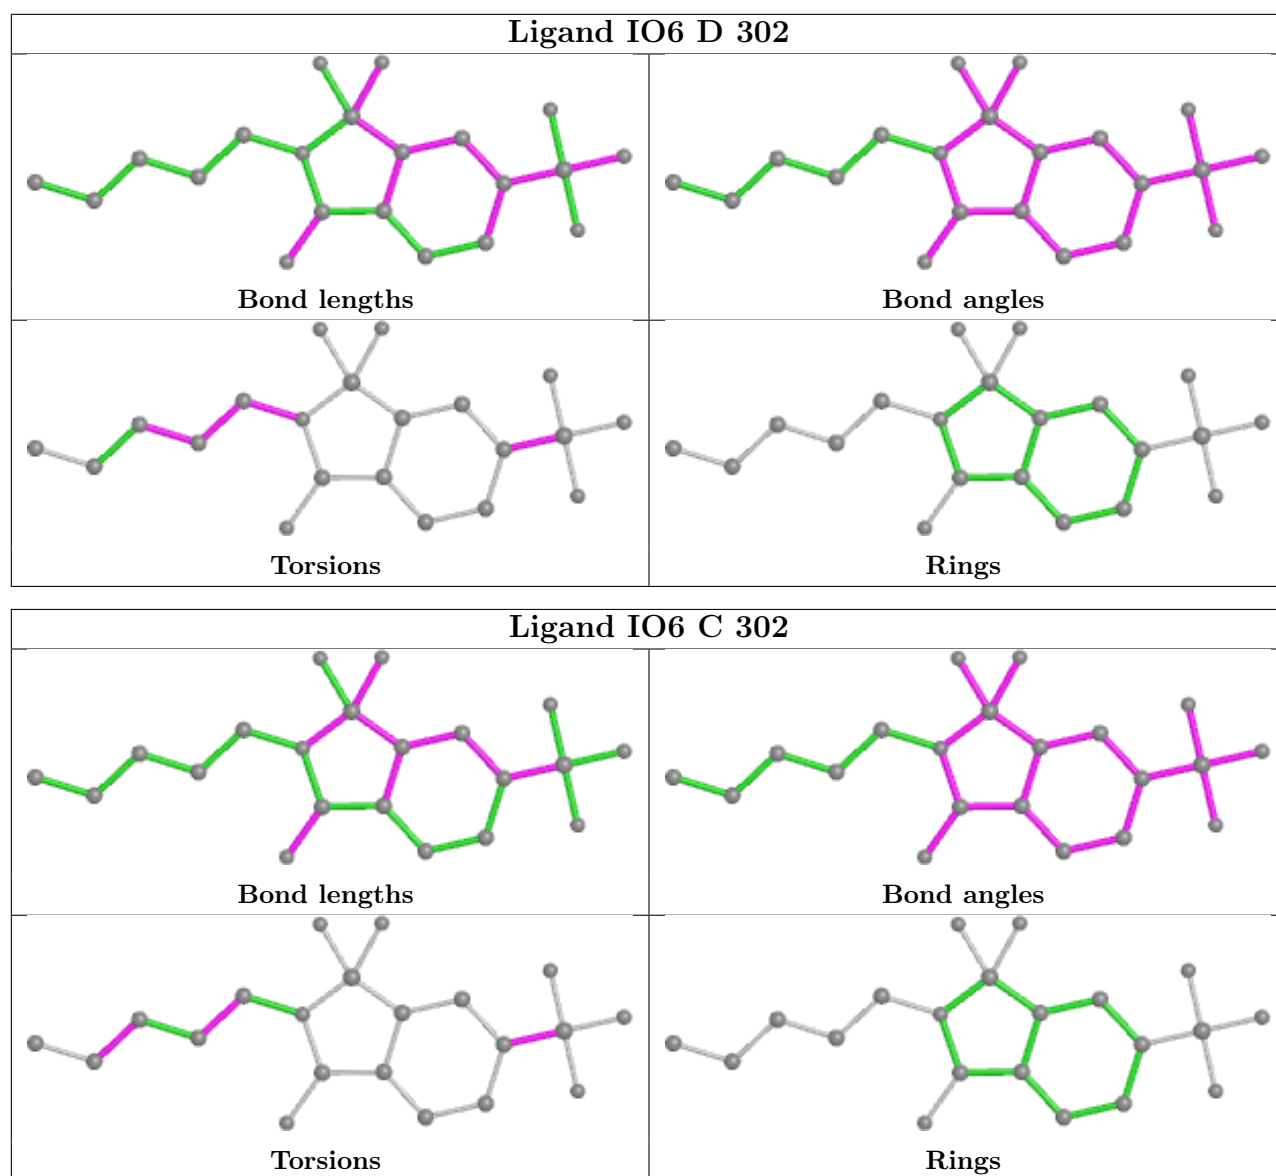 Ligand IO6 D 302
Bond lengths
Bond angles
Torsions
Rings
Ligand IO6 C 302
Bond lengths
Bond angles
Torsions
Rings